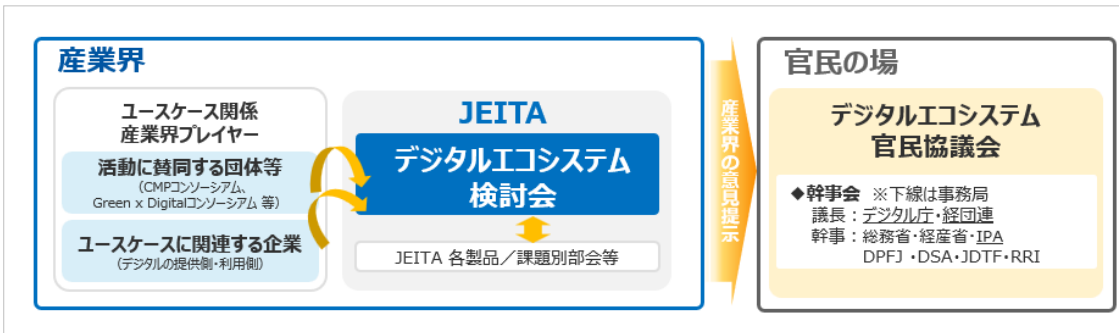 産業界
ユースケース関係
産業界プレイヤー
活動に賛同する団体等
（CMPコンソーシアム、
Green x Digitalコンソーシアム 等）
ユースケースに関連する企業
（デジタルの提供側・利用側）
JEITA
デジタルエコシステム
検討会
JEITA 各製品／課題別部会等
産業界の意見提示
官民の場
デジタルエコシステム
官民協議会
◆幹事会 ※下線は事務局
議長：デジタル庁・経団連
幹事：総務省・経産省・IPA
DPFJ ・DSA・JDTF・RRI